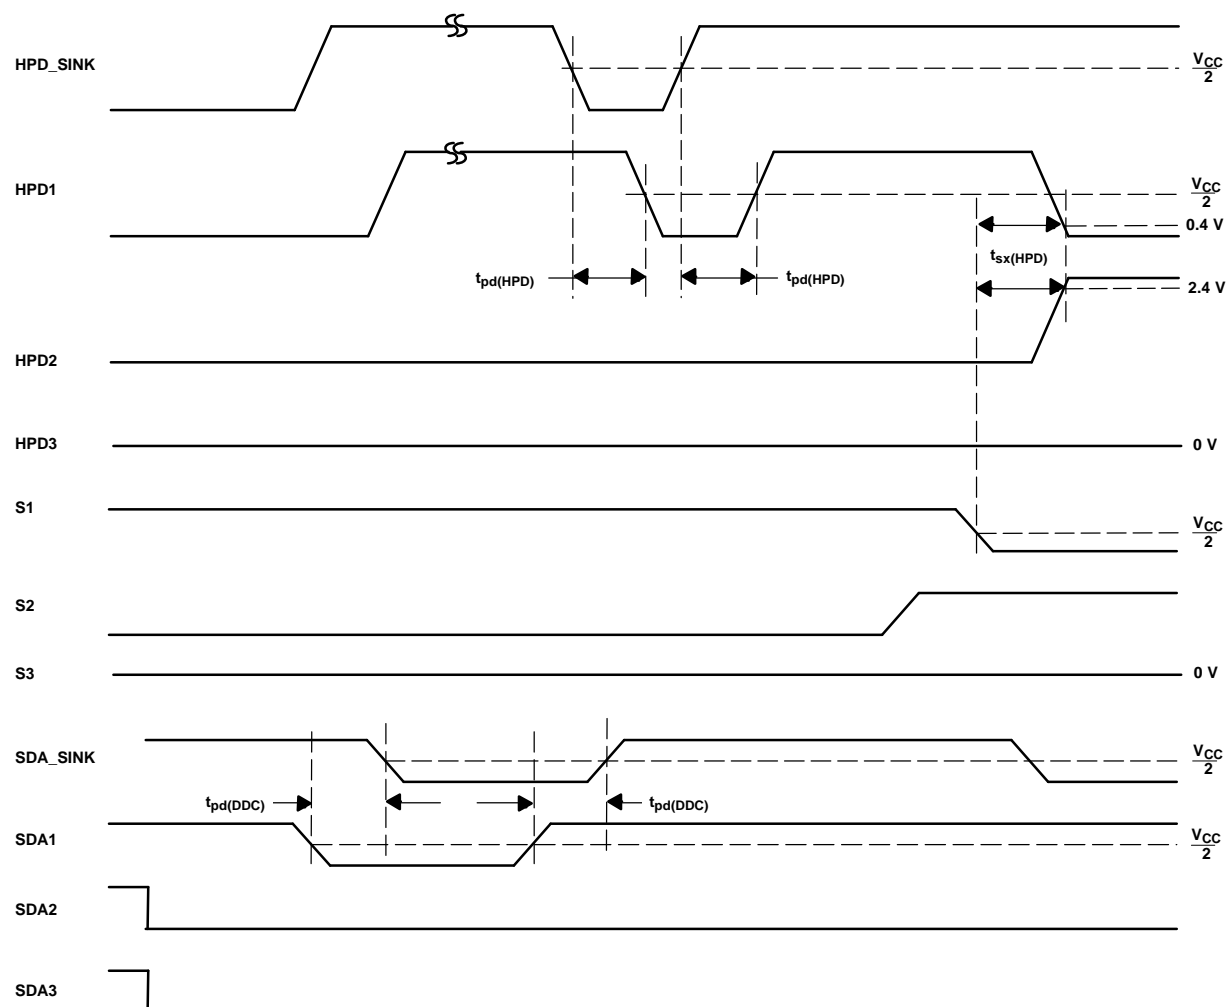 HPD_SINK
VCC
2
HPD1
VCC
2
0.4 V
tsx(HPD)
tpd(HPD)
tpd(HPD)
2.4 V
HPD2
HPD3
0 V
S1
VCC
2
S2
S3
0 V
SDA_SINK
VCC
2
tpd(DDC)
tpd(DDC)
SDA1
VCC
2
SDA2
SDA3